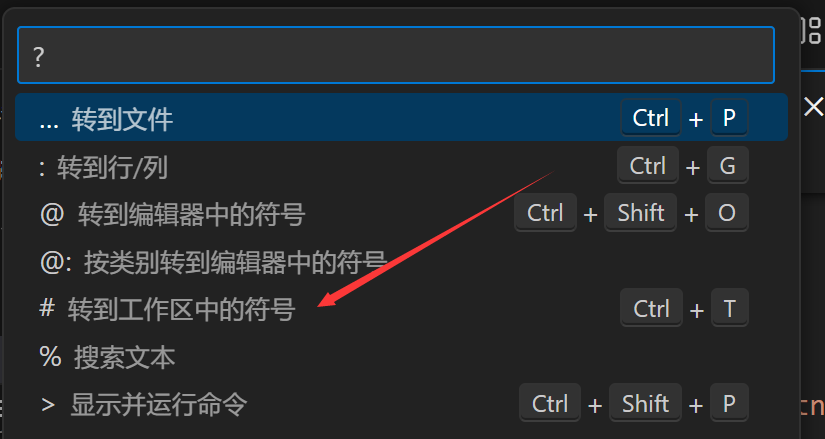 ?
... 转到文件 Ctrl + P
: 转到行/列 Ctrl + G
@ 转到编辑器中的符号 Ctrl + Shift + O
@: 按类别转到编辑器中的符号
# 转到工作区中的符号 Ctrl + T
% 搜索文本
> 显示并运行命令 Ctrl + Shift + P
tn